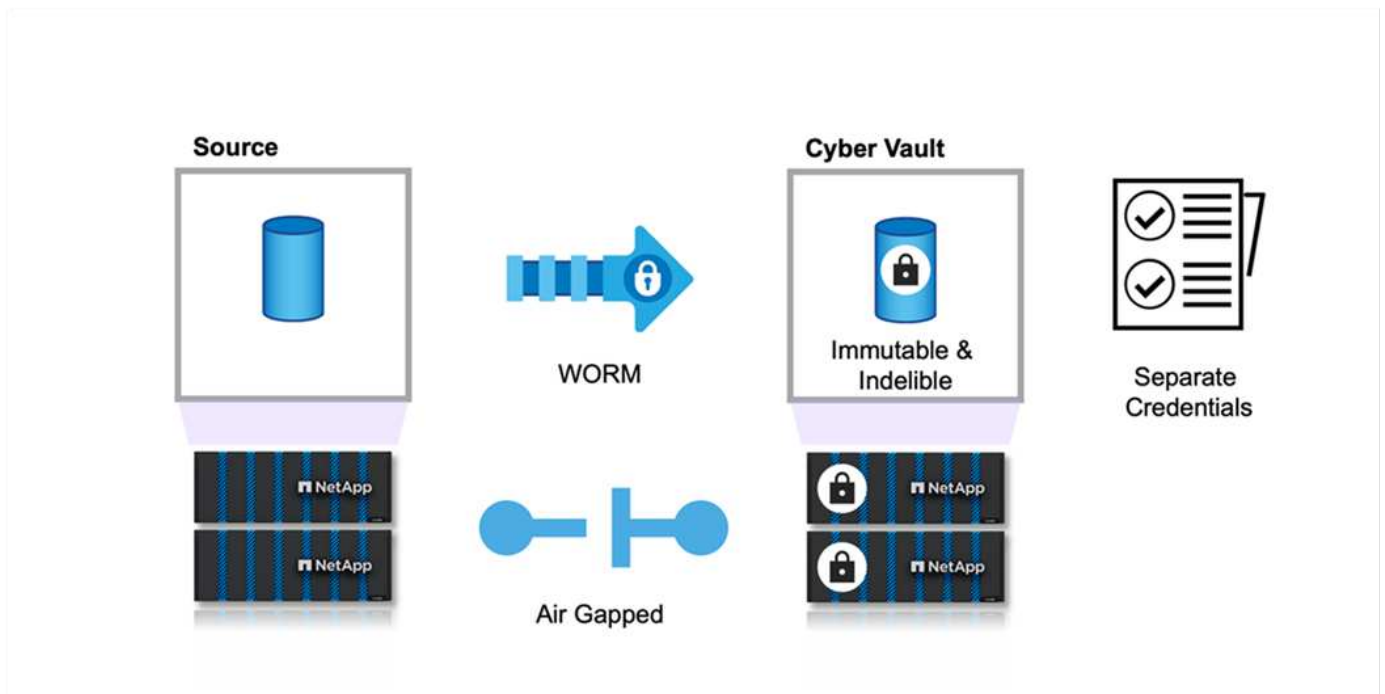 Source
Cyber Vault
WORM
Immutable &
Indelible
Separate
Credentials
NetApp
NetApp
NetApp
NetApp
Air Gapped